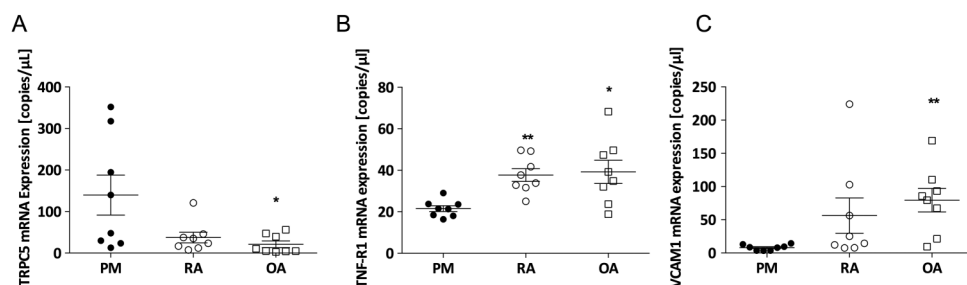 A
TRPC5 mRNA Expression [copies/µL]
400
300
200
100
0
*
PM
RA
OA
B
TNF-R1 mRNA expression [copies/µl]
80
60
40
20
0
**
*
PM
RA
OA
C
VCAM1 mRNA expression [copies/µl]
250
200
150
100
50
0
**
PM
RA
OA